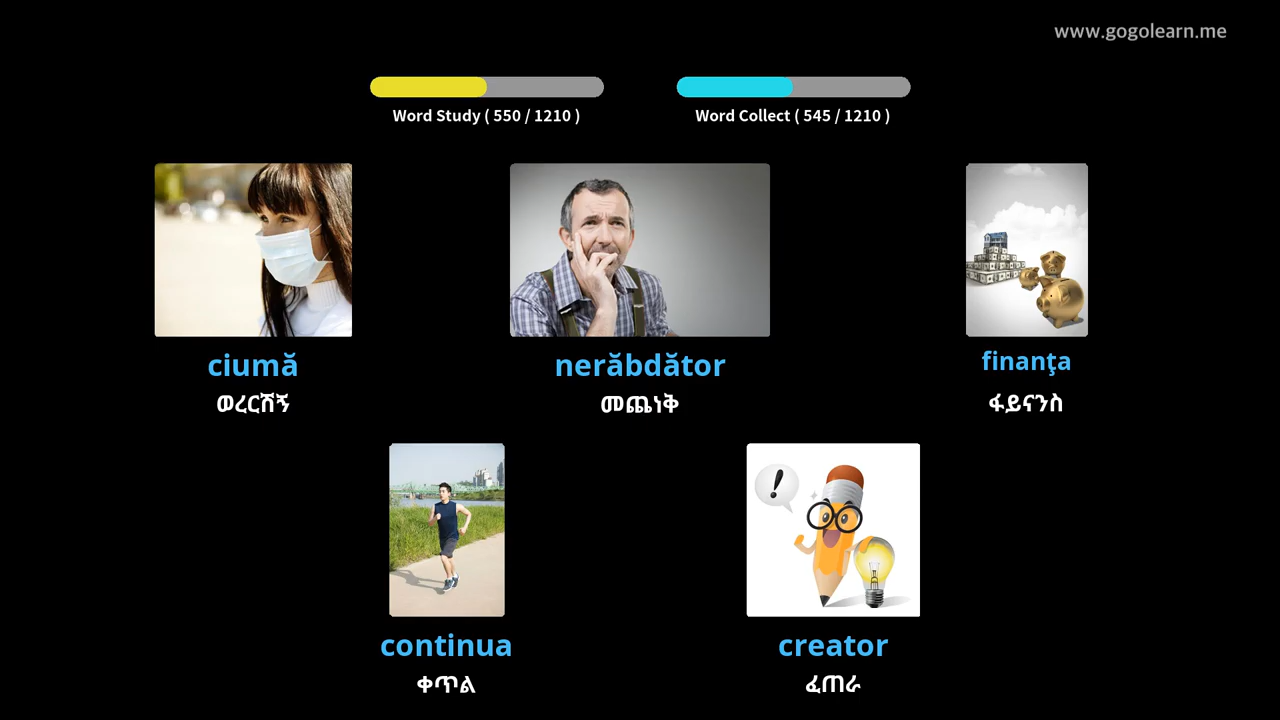 www.gogolearn.me
Word Study ( 550 / 1210 )
Word Collect ( 545 / 1210 )
ciumă
ወረርሽኝ
nerăbdător
መጨነቅ
finanţa
ፋይናንስ
continua
ቀጥል
creator
ፈጠራ